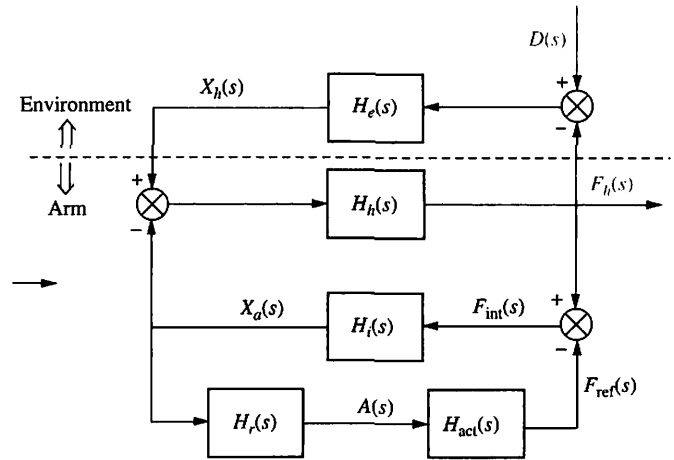 D(s)
X_h(s)
+
Environment
H_e(s)
−
+
F_h(s)
Arm
H_h(s)
−
+
X_a(s)
F_int(s)
H_i(s)
−
F_ref(s)
A(s)
H_r(s)
H_act(s)